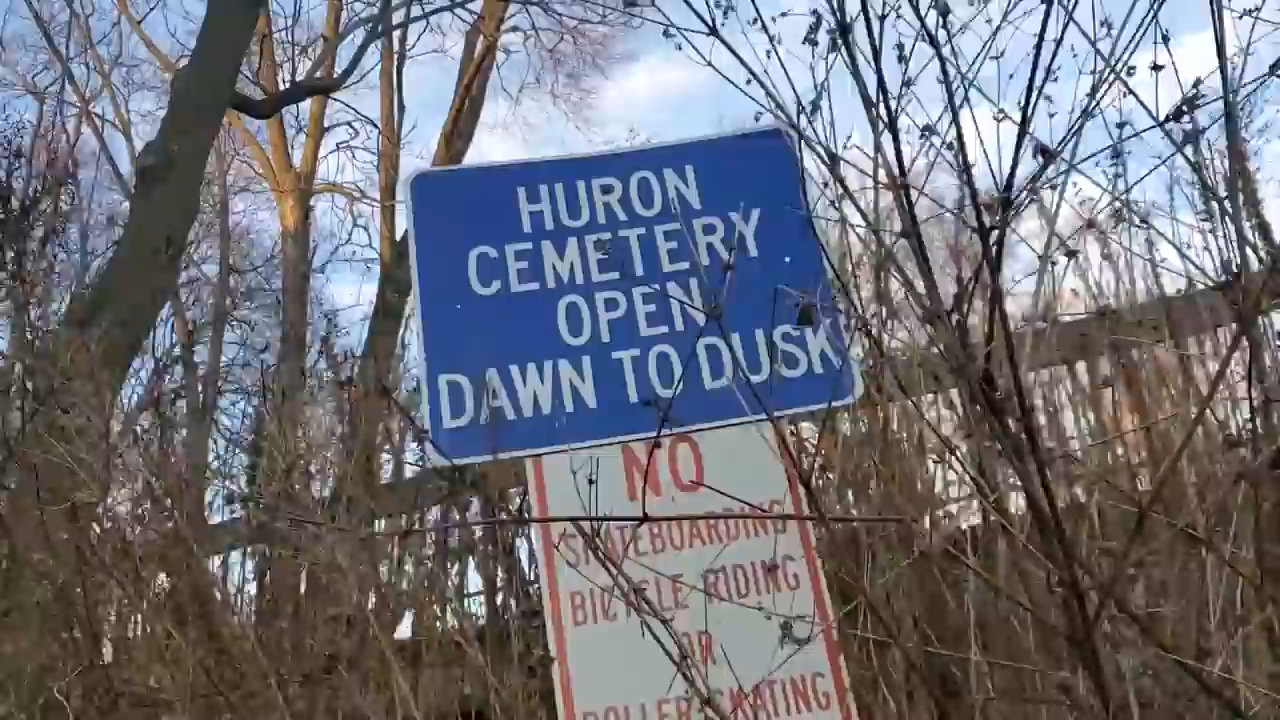 HURON
CEMETERY
OPEN
DAWN TO DUSK
NO
SKATEBOARDING
BICYCLE RIDING
OR
ROLLER SKATING